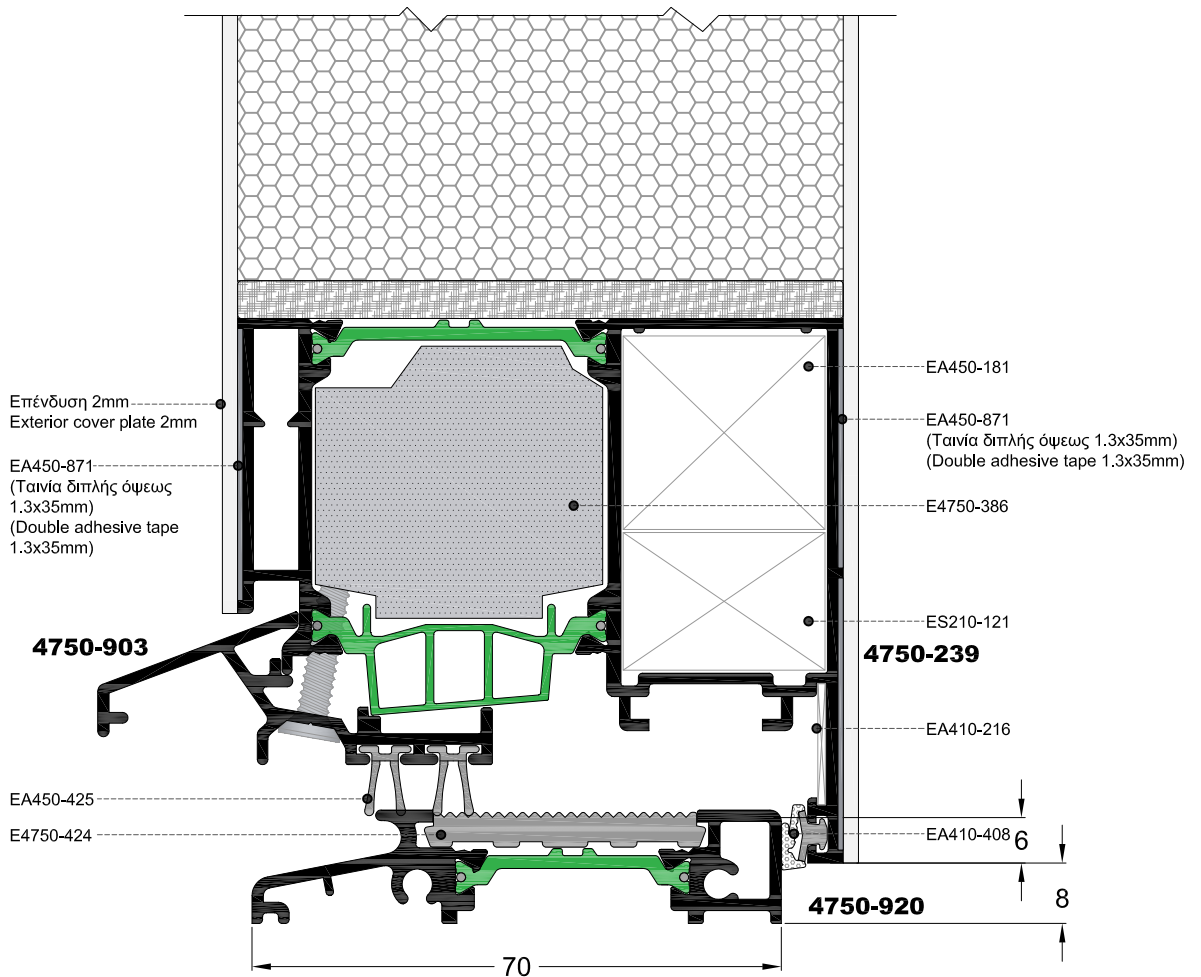 Επένδυση 2mm
Exterior cover plate 2mm
EA450-871
(Ταινία διπλής όψεως
1.3x35mm)
(Double adhesive tape
1.3x35mm)
4750-903
EA450-425
E4750-424
EA450-181
EA450-871
(Ταινία διπλής όψεως 1.3x35mm)
(Double adhesive tape 1.3x35mm)
E4750-386
ES210-121
4750-239
EA410-216
EA410-408
6
8
4750-920
70